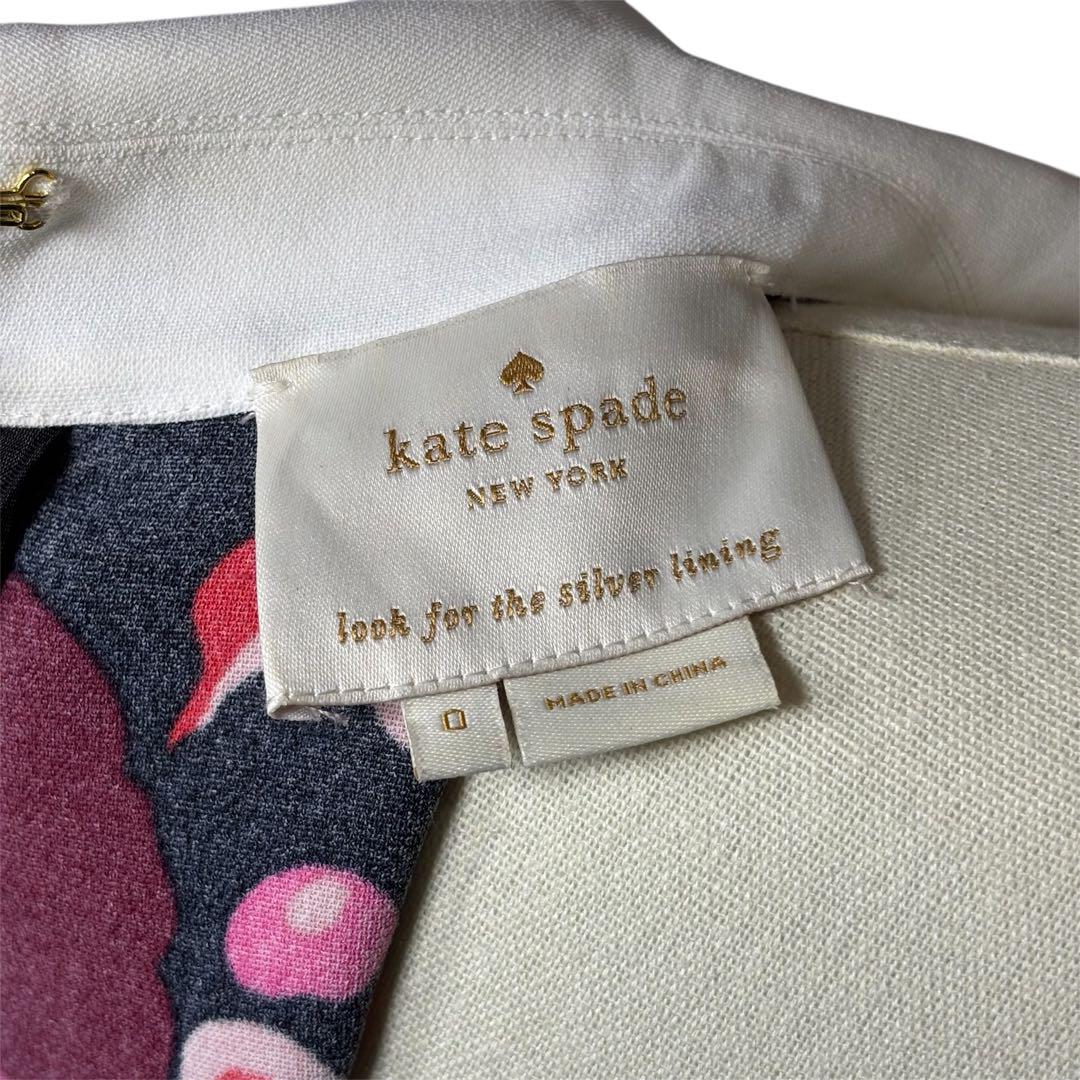 kate spade
NEW YORK
look for the silver lining
0
MADE IN CHINA